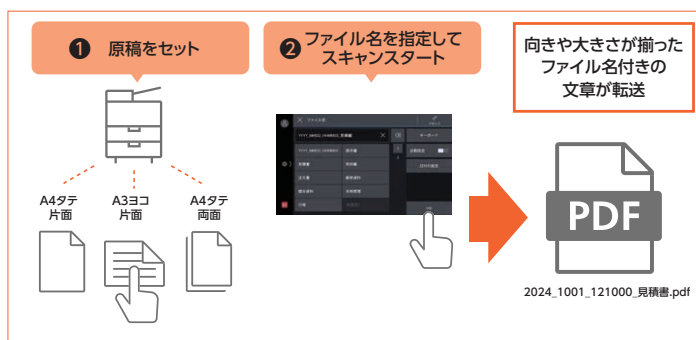 ❶ 原稿をセット
A4タテ
片面
A3ヨコ
片面
A4タテ
両面
❷ ファイル名を指定して
スキャンスタート
向きや大きさが揃った
ファイル名付きの
文章が転送
PDF
2024_1001_121000_見積書.pdf